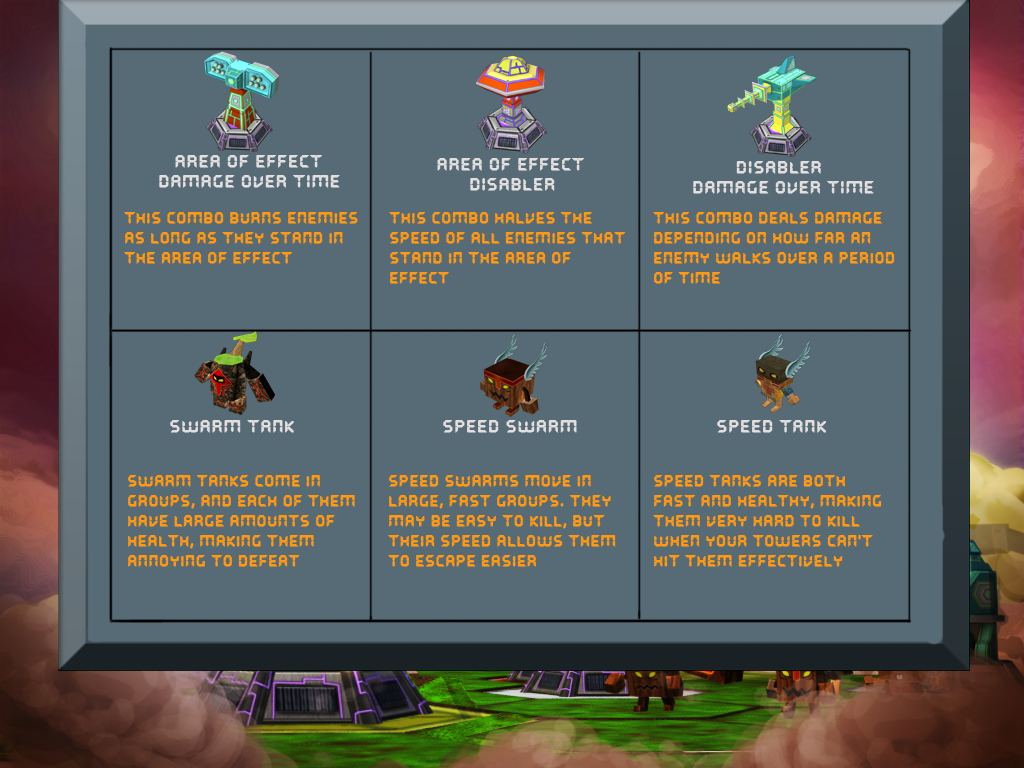 AREA OF EFFECT
DAMAGE OVER TIME
THIS COMBO BURNS ENEMIES
AS LONG AS THEY STAND IN
THE AREA OF EFFECT
AREA OF EFFECT
DISABLER
THIS COMBO HALVES THE
SPEED OF ALL ENEMIES THAT
STAND IN THE AREA OF
EFFECT
DISABLER
DAMAGE OVER TIME
THIS COMBO DEALS DAMAGE
DEPENDING ON HOW FAR AN
ENEMY WALKS OVER A PERIOD
OF TIME
SWARM TANK
SWARM TANKS COME IN
GROUPS, AND EACH OF THEM
HAVE LARGE AMOUNTS OF
HEALTH, MAKING THEM
ANNOYING TO DEFEAT
SPEED SWARM
SPEED SWARMS MOVE IN
LARGE, FAST GROUPS. THEY
MAY BE EASY TO KILL, BUT
THEIR SPEED ALLOWS THEM
TO ESCAPE EASIER
SPEED TANK
SPEED TANKS ARE BOTH
FAST AND HEALTHY, MAKING
THEM VERY HARD TO KILL
WHEN YOUR TOWERS CAN'T
HIT THEM EFFECTIVELY